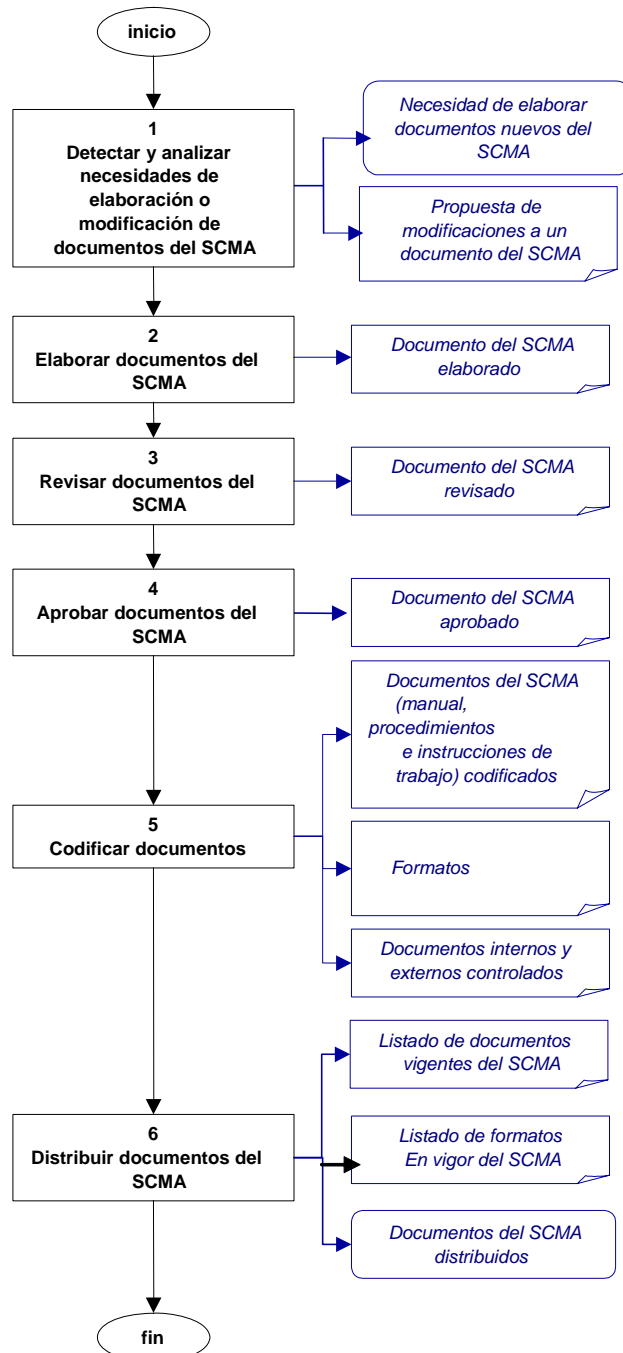 inicio
1
Detectar y analizar
necesidades de
elaboración o
modificación de
documentos del SCMA
Necesidad de elaborar
documentos nuevos del
SCMA
Propuesta de
modificaciones a un
documento del SCMA
2
Elaborar documentos del
SCMA
Documento del SCMA
elaborado
3
Revisar documentos del
SCMA
Documento del SCMA
revisado
4
Aprobar documentos del
SCMA
Documento del SCMA
aprobado
5
Codificar documentos
Documentos del SCMA
(manual,
procedimientos
e instrucciones de
trabajo) codificados
Formatos
Documentos internos y
externos controlados
6
Distribuir documentos del
SCMA
Listado de documentos
vigentes del SCMA
Listado de formatos
En vigor del SCMA
Documentos del SCMA
distribuidos
fin